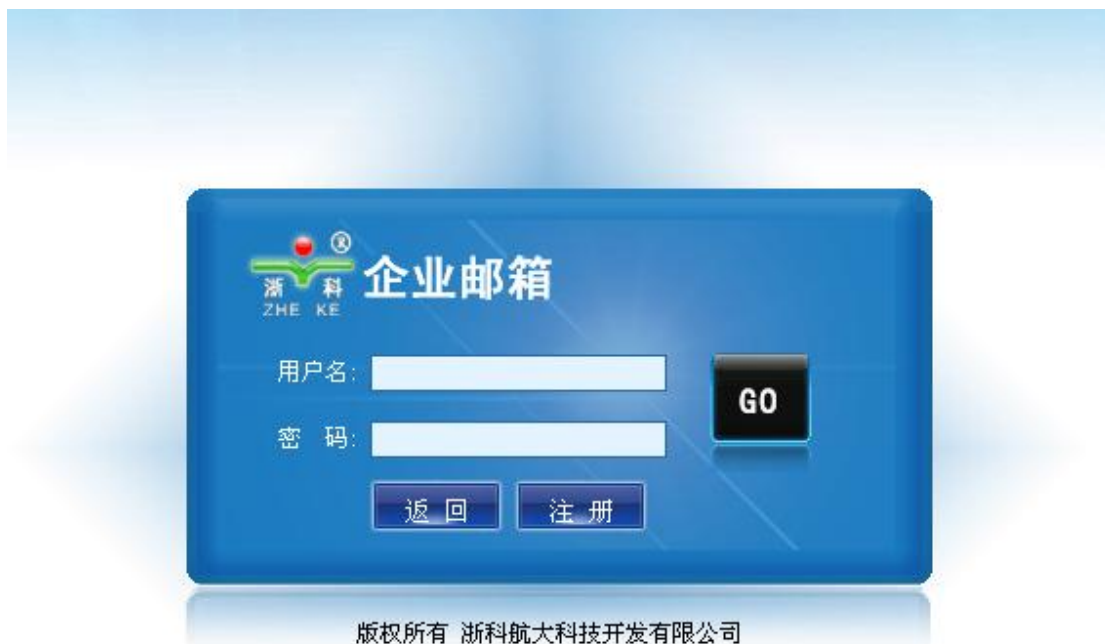 ®
浙 科
ZHE KE
企业邮箱
用户名:
GO
密 码:
返 回 注 册
版权所有 浙科航大科技开发有限公司